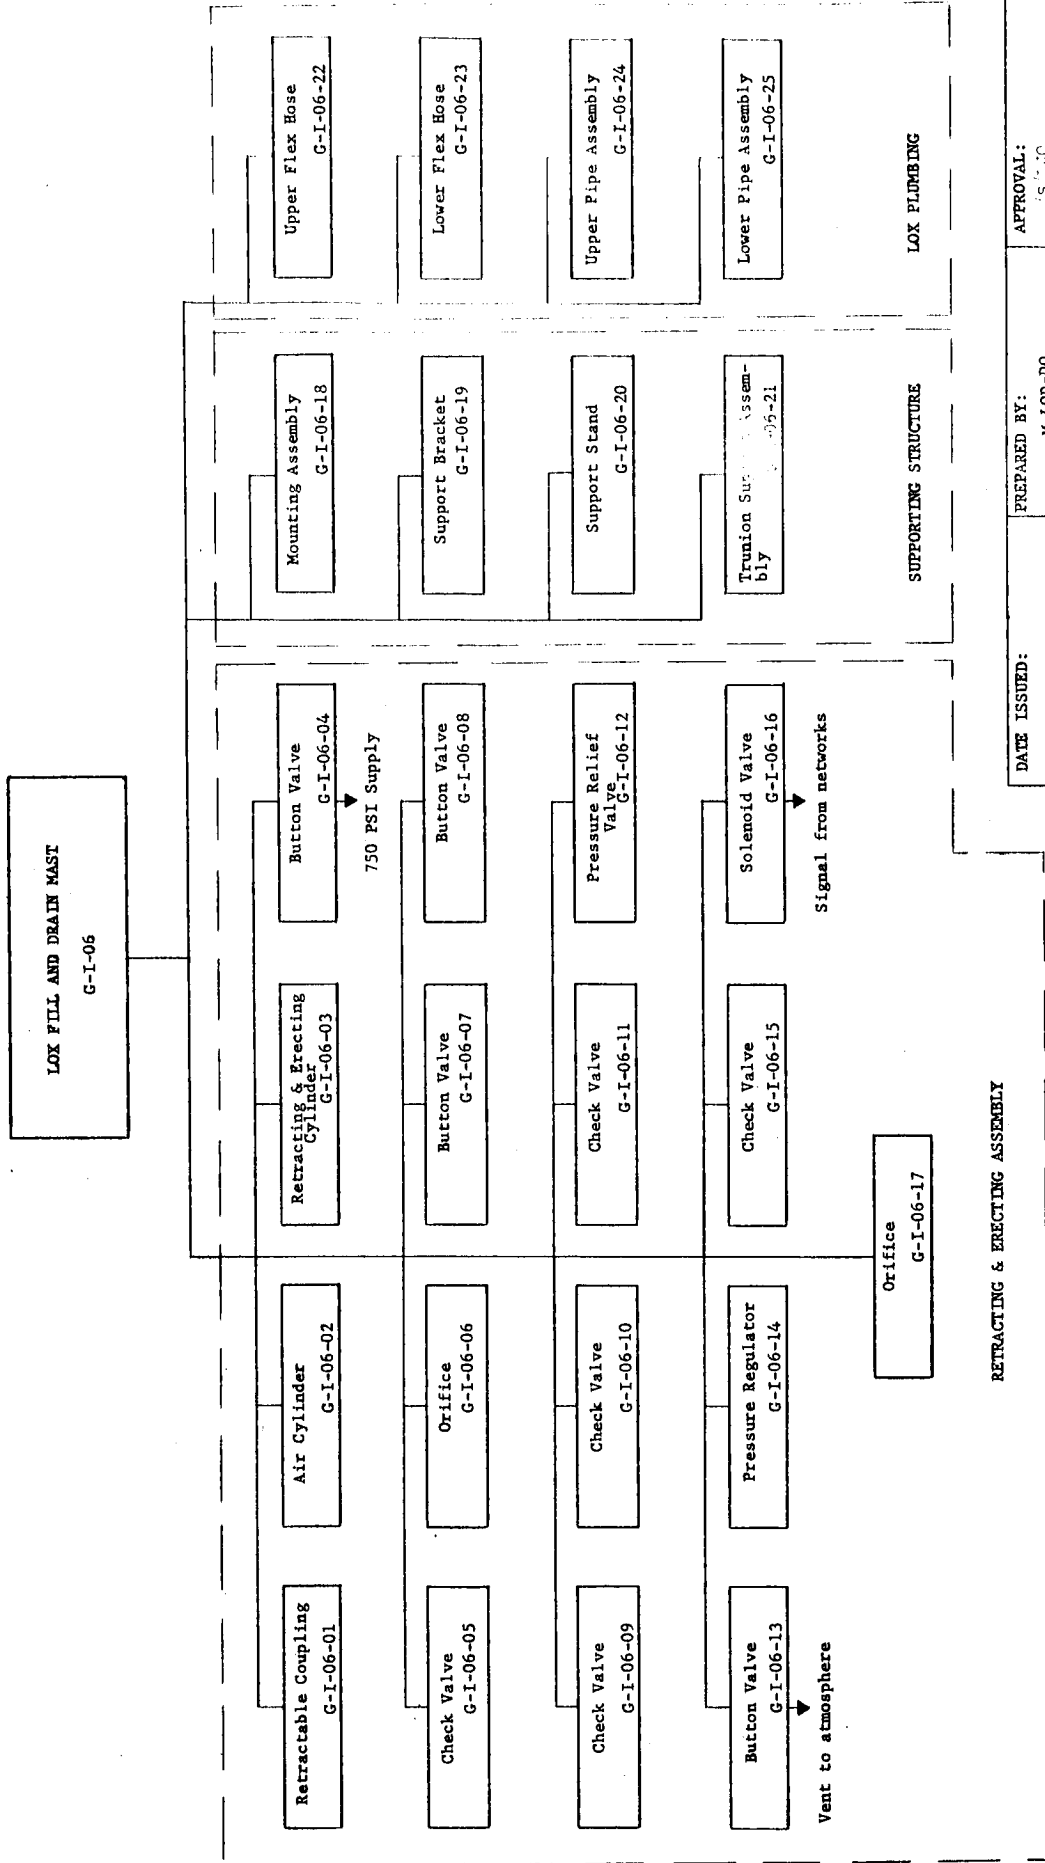 LOX FILL AND DRAIN MAST
G-I-06
Retractable Coupling
G-I-06-01
Air Cylinder
G-I-06-02
Retracting & Erecting
Cylinder
G-I-06-03
Button Valve
G-I-06-04
750 PSI Supply
Check Valve
G-I-06-05
Orifice
G-I-06-06
Button Valve
G-I-06-07
Button Valve
G-I-06-08
Check Valve
G-I-06-09
Check Valve
G-I-06-10
Check Valve
G-I-06-11
Pressure Relief
Valve
G-I-06-12
Button Valve
G-I-06-13
Vent to atmosphere
Pressure Regulator
G-I-06-14
Check Valve
G-I-06-15
Solenoid Valve
G-I-06-16
Signal from networks
Orifice
G-I-06-17
RETRACTING & ERECTING ASSEMBLY
Mounting Assembly
G-I-06-18
Support Bracket
G-I-06-19
Support Stand
G-I-06-20
Trunion Assem-
bly
-06-21
SUPPORTING STRUCTURE
Upper Flex Hose
G-I-06-22
Lower Flex Hose
G-I-06-23
Upper Pipe Assembly
G-I-06-24
Lower Pipe Assembly
G-I-06-25
LOX PLUMBING
DATE ISSUED:
PREPARED BY:
APPROVAL: